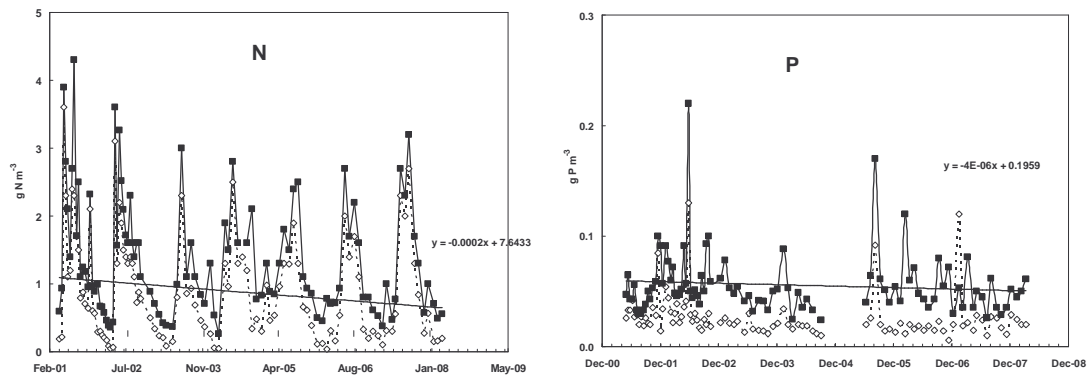 N
g N m-3
5
4
3
2
1
0
y = -0.0002x + 7.6433
Feb-01 Jul-02 Nov-03 Apr-05 Aug-06 Jan-08 May-09
P
g P m-3
0.3
0.2
0.1
0.0
y = -4E-06x + 0.1959
Dec-00 Dec-01 Dec-02 Dec-03 Dec-04 Dec-05 Dec-06 Dec-07 Dec-08